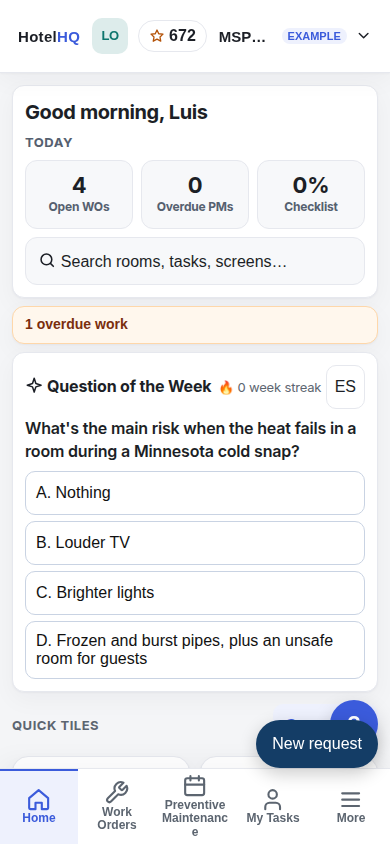 HotelHQ LO 672 MSP... EXAMPLE
Good morning, Luis
TODAY
4 0 0%
Open WOs Overdue PMs Checklist
Search rooms, tasks, screens…
1 overdue work
Question of the Week 🔥 0 week streak ES
What's the main risk when the heat fails in a
room during a Minnesota cold snap?
A. Nothing
B. Louder TV
C. Brighter lights
D. Frozen and burst pipes, plus an unsafe
room for guests
QUICK TILES
New request
Home
Work
Orders
Preventive
Maintenanc
e
My Tasks
More